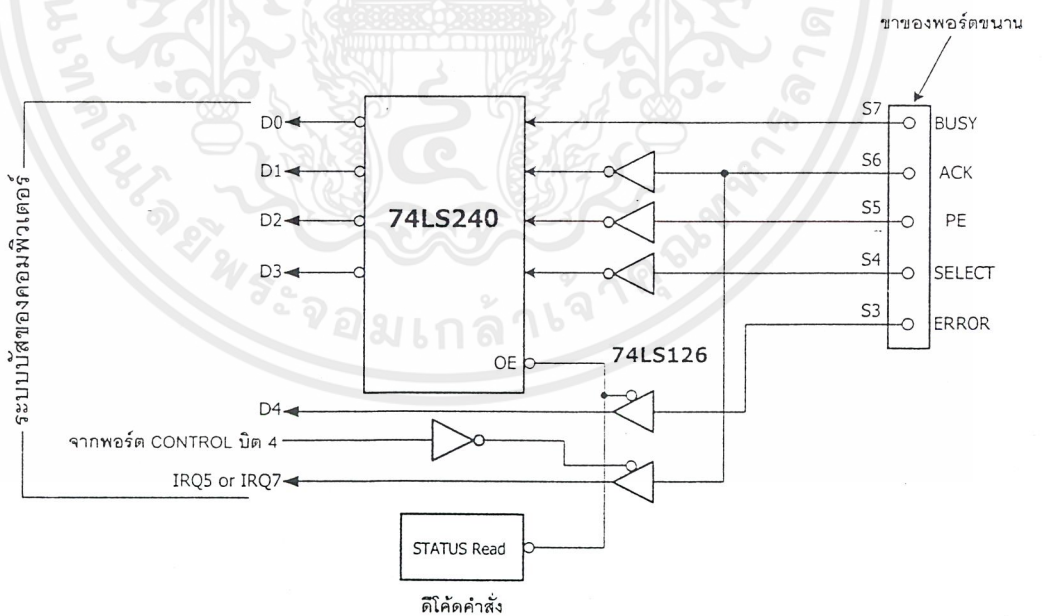 ขาของพอร์ตขนาน
S7
BUSY
D0
S6
ACK
D1
S5
PE
D2
74LS240
S4
SELECT
D3
S3
ERROR
OE
74LS126
D4
จากพอร์ต CONTROL บิต 4
IRQ5 or IRQ7
STATUS Read
ดีโค้ดคำสั่ง
ระบบบัสของคอมพิวเตอร์